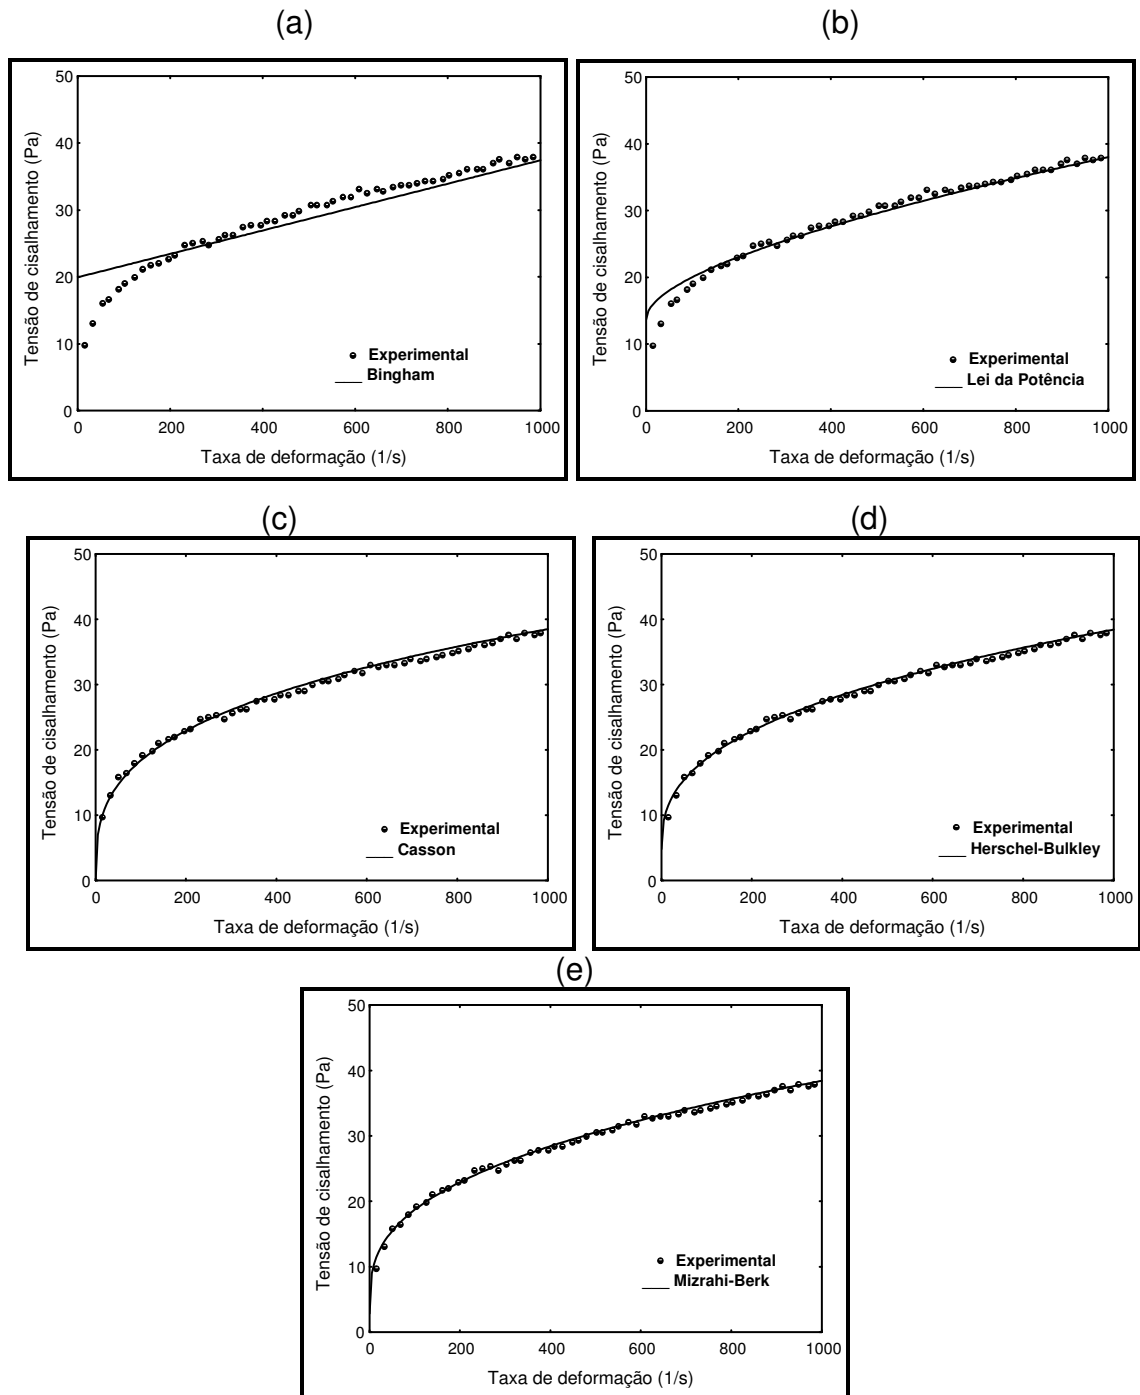 (a)
(b)
Tensão de cisalhamento (Pa)
50
40
30
20
10
0
Experimental
Bingham
0 200 400 600 800 1000
Taxa de deformação (1/s)
Tensão de cisalhamento (Pa)
50
40
30
20
10
0
Experimental
Lei da Potência
0 200 400 600 800 1000
Taxa de deformação (1/s)
(c)
(d)
Tensão de cisalhamento (Pa)
50
40
30
20
10
0
Experimental
Casson
0 200 400 600 800 1000
Taxa de deformação (1/s)
Tensão de cisalhamento (Pa)
50
40
30
20
10
0
Experimental
Herschel-Bulkley
0 200 400 600 800 1000
Taxa de deformação (1/s)
(e)
Tensão de cisalhamento (Pa)
50
40
30
20
10
0
Experimental
Mizrahi-Berk
0 200 400 600 800 1000
Taxa de deformação (1/s)